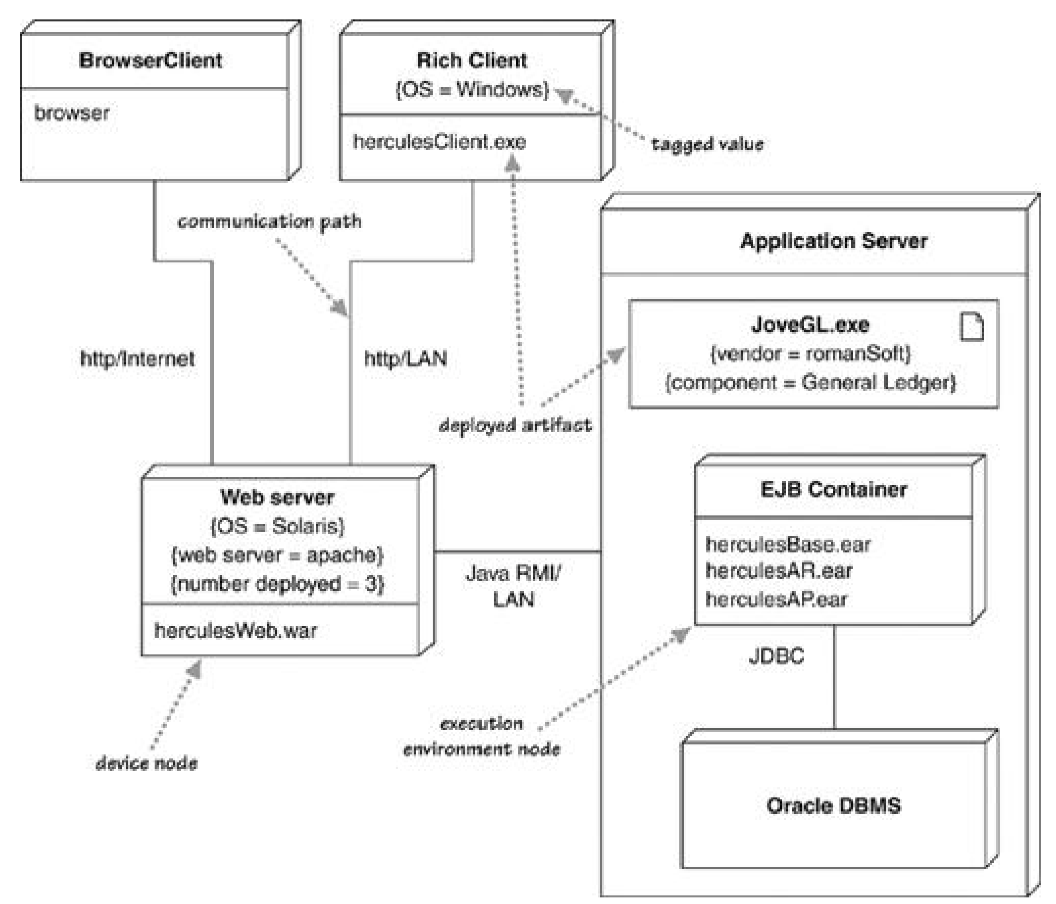 BrowserClient
browser
Rich Client
{OS = Windows}
herculesClient.exe
tagged value
communication path
http/Internet
http/LAN
deployed artifact
Application Server
JoveGL.exe
{vendor = romanSoft}
{component = General Ledger}
EJB Container
herculesBase.ear
herculesAR.ear
herculesAP.ear
JDBC
Oracle DBMS
Web server
{OS = Solaris}
{web server = apache}
{number deployed = 3}
herculesWeb.war
Java RMI/
LAN
device node
execution
environment node